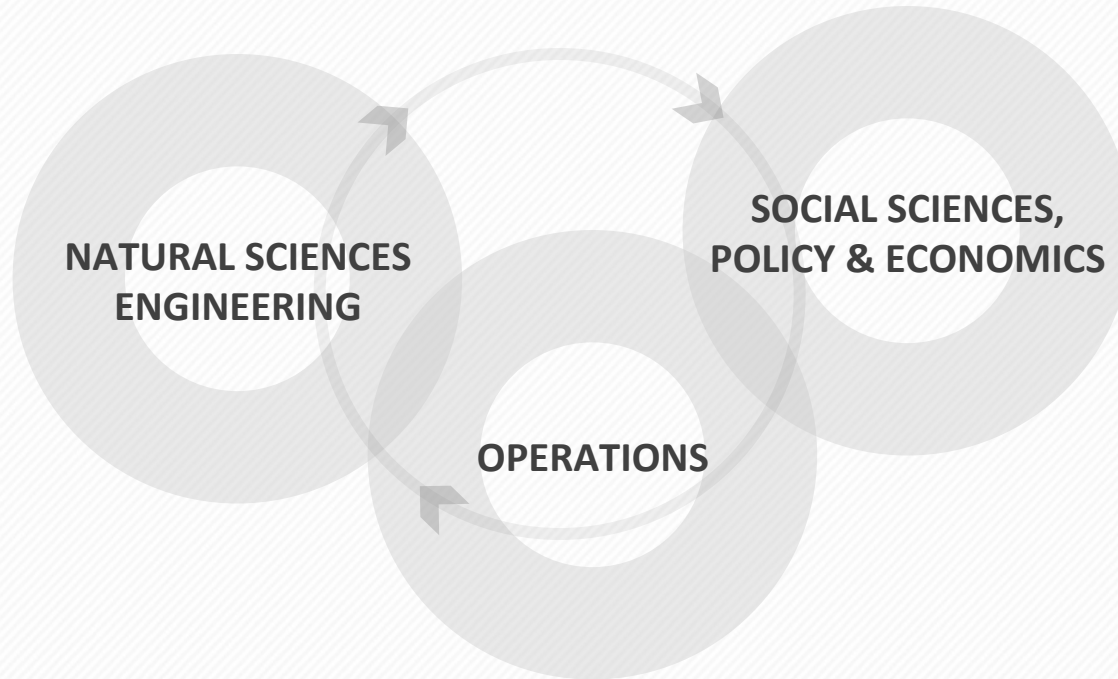 NATURAL SCIENCES
ENGINEERING
SOCIAL SCIENCES,
POLICY & ECONOMICS
OPERATIONS